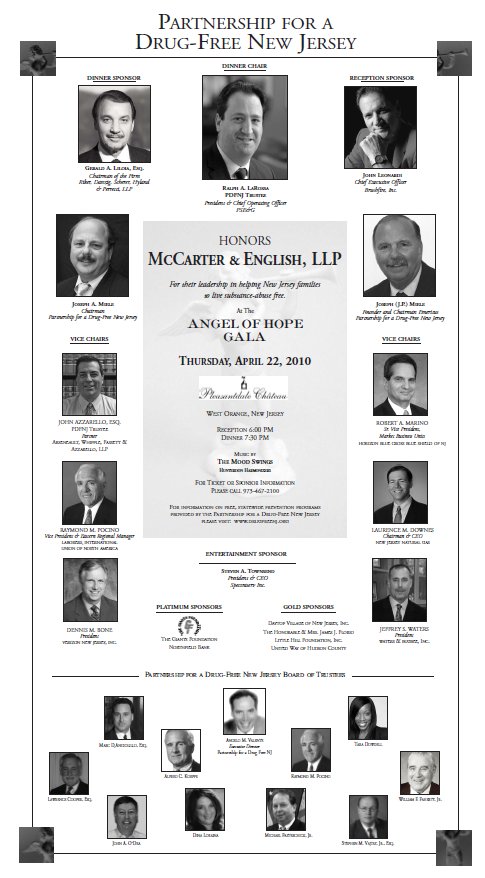 PARTNERSHIP FOR A
DRUG-FREE NEW JERSEY
DINNER CHAIR
DINNER SPONSOR
RECEPTION SPONSOR
GERALD A. LILOIA, ESQ.
Chairman of the Firm
Riker, Danzig, Scherer, Hyland
& Perretti, LLP
RALPH A. LAROSSA
PDFNJ TRUSTEE
President & Chief Operating Officer
PSE&G
JOHN LEONARDI
Chief Executive Officer
Brushfire, Inc.
JOSEPH A. MIELE
Chairman
Partnership for a Drug-Free New Jersey
HONORS
MCCARTER & ENGLISH, LLP
For their leadership in helping New Jersey families
to live substance-abuse free.
At The
ANGEL OF HOPE
GALA
THURSDAY, APRIL 22, 2010
Pleasantdale Château
WEST ORANGE, NEW JERSEY
RECEPTION 6:00 PM
DINNER 7:30 PM
MUSIC BY
THE MOOD SWINGS
HUNTERDON HARMONIZERS
FOR TICKET OR SPONSOR INFORMATION
PLEASE CALL 973-467-2100
FOR INFORMATION ON FREE, STATEWIDE PREVENTION PROGRAMS
PROVIDED BY THE PARTNERSHIP FOR A DRUG-FREE NEW JERSEY
PLEASE VISIT: WWW.DRUGFREENJ.ORG
JOSEPH (J.P.) MIELE
Founder and Chairman Emeritus
Partnership for a Drug-Free New Jersey
VICE CHAIRS
JOHN AZZARELLO, ESQ.
PDFNJ TRUSTEE
Partner
ARSENEAULT, WHIPPLE, FASSETT &
AZZARELLO, LLP
RAYMOND M. POCINO
Vice President & Eastern Regional Manager
LABORERS, INTERNATIONAL
UNION OF NORTH AMERICA
DENNIS M. BONE
President
VERIZON NEW JERSEY, INC.
VICE CHAIRS
ROBERT A. MARINO
Sr. Vice President,
Market Business Units
HORIZON BLUE CROSS BLUE SHIELD OF NJ
LAURENCE M. DOWNES
Chairman & CEO
NEW JERSEY NATURAL GAS
JEFFREY S. WATERS
President
WATERS & BUGBEE, INC.
ENTERTAINMENT SPONSOR
STEVEN A. TOWNSEND
President & CEO
PLATINUM SPONSORS
THE GIANTS FOUNDATION
NORTHFIELD BANK
GOLD SPONSORS
DAYTOP VILLAGE OF NEW JERSEY, INC.
THE HONORABLE & MRS. JAMES J. FLORIO
LITTLE HILL FOUNDATION, INC.
UNITED WAY OF HUDSON COUNTY
PARTNERSHIP FOR A DRUG-FREE NEW JERSEY BOARD OF TRUSTEES
MARC D'ANGIOLILLO, ESQ.
ANGELO M. VALENTE
Executive Director
Partnership for a Drug-Free NJ
TARA DOWDELL
ALFRED C. KOEPPE
RAYMOND M. POCINO
LAWRENCE COOPER, ESQ.
WILLIAM F. FAHERTY, JR.
JOHN A. O'DEA
DINA LOSADA
MICHAEL PASTERNACK, JR.
STEPHEN M. VAJTAY, JR., ESQ.